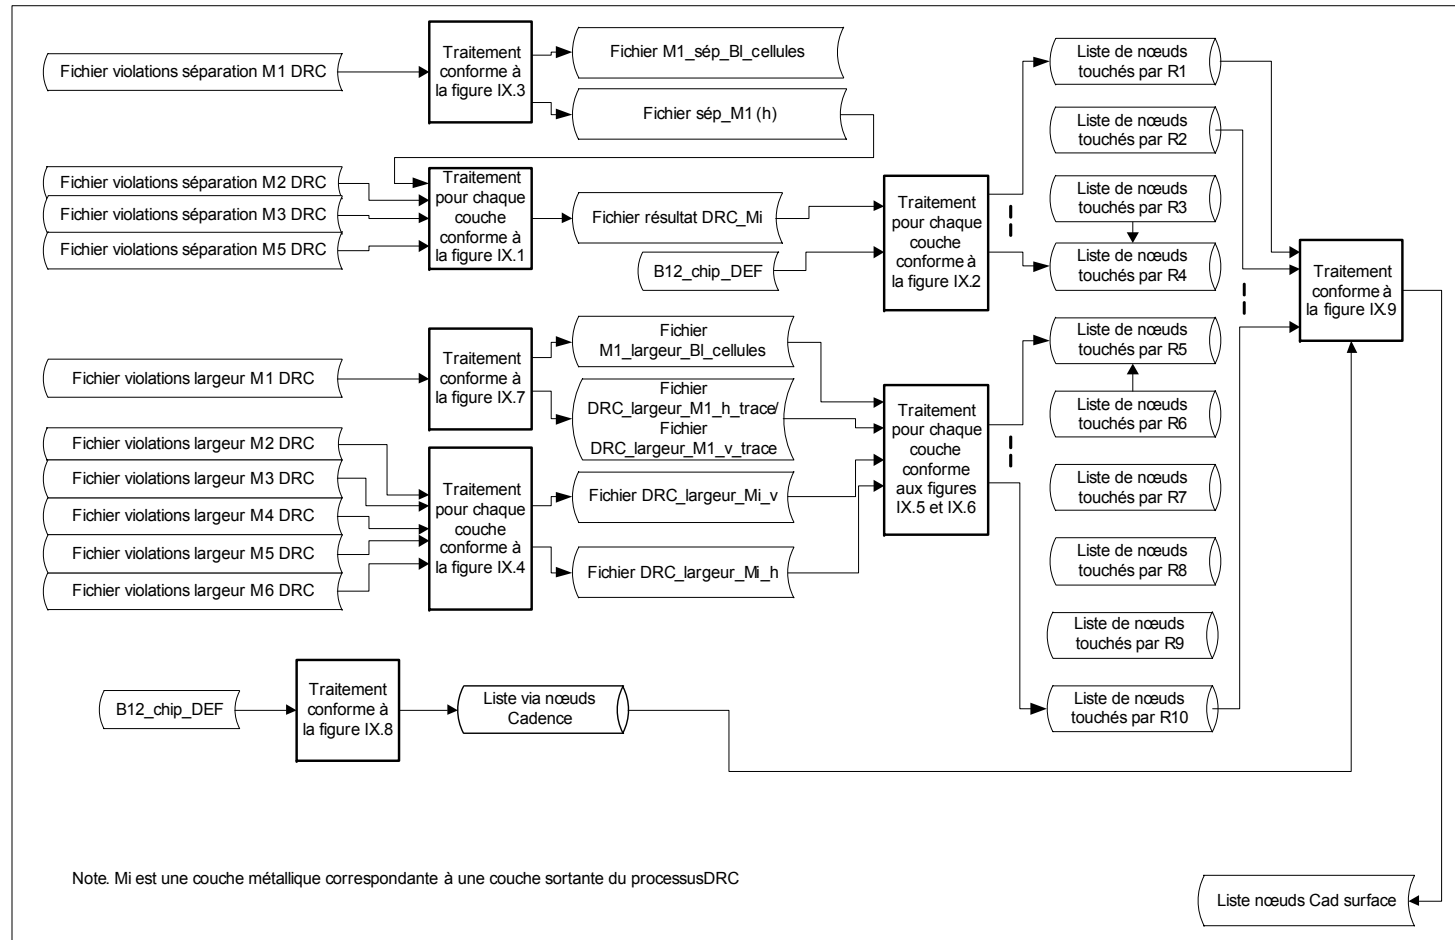 Fichier violations séparation M1 DRC
Traitement
conforme à
la figure IX.3
Fichier M1_sép_Bl_cellules
Fichier sép_M1 (h)
Fichier violations séparation M2 DRC
Fichier violations séparation M3 DRC
Fichier violations séparation M5 DRC
Traitement
pour chaque
couche
conforme à
la figure IX.1
Fichier résultat DRC_Mi
B12_chip_DEF
Traitement
pour chaque
couche
conforme à
la figure IX.2
Liste de nœuds
touchés par R1
Liste de nœuds
touchés par R2
Liste de nœuds
touchés par R3
Liste de nœuds
touchés par R4
Traitement
conforme à
la figure IX.9
Fichier violations largeur M1 DRC
Traitement
conforme à
la figure IX.7
Fichier
M1_largeur_Bl_cellules
Fichier
DRC_largeur_M1_h_trace/
Fichier
DRC_largeur_M1_v_trace
Fichier violations largeur M2 DRC
Fichier violations largeur M3 DRC
Fichier violations largeur M4 DRC
Fichier violations largeur M5 DRC
Fichier violations largeur M6 DRC
Traitement
pour chaque
couche
conforme à
la figure IX.4
Fichier DRC_largeur_Mi_v
Fichier DRC_largeur_Mi_h
Traitement
pour chaque
couche
conforme
aux figures
IX.5 et IX.6
Liste de nœuds
touchés par R5
Liste de nœuds
touchés par R6
Liste de nœuds
touchés par R7
Liste de nœuds
touchés par R8
Liste de nœuds
touchés par R9
Liste de nœuds
touchés par R10
B12_chip_DEF
Traitement
conforme à
la figure IX.8
Liste via nœuds
Cadence
Note. Mi est une couche métallique correspondante à une couche sortante du processusDRC
Liste nœuds Cad surface